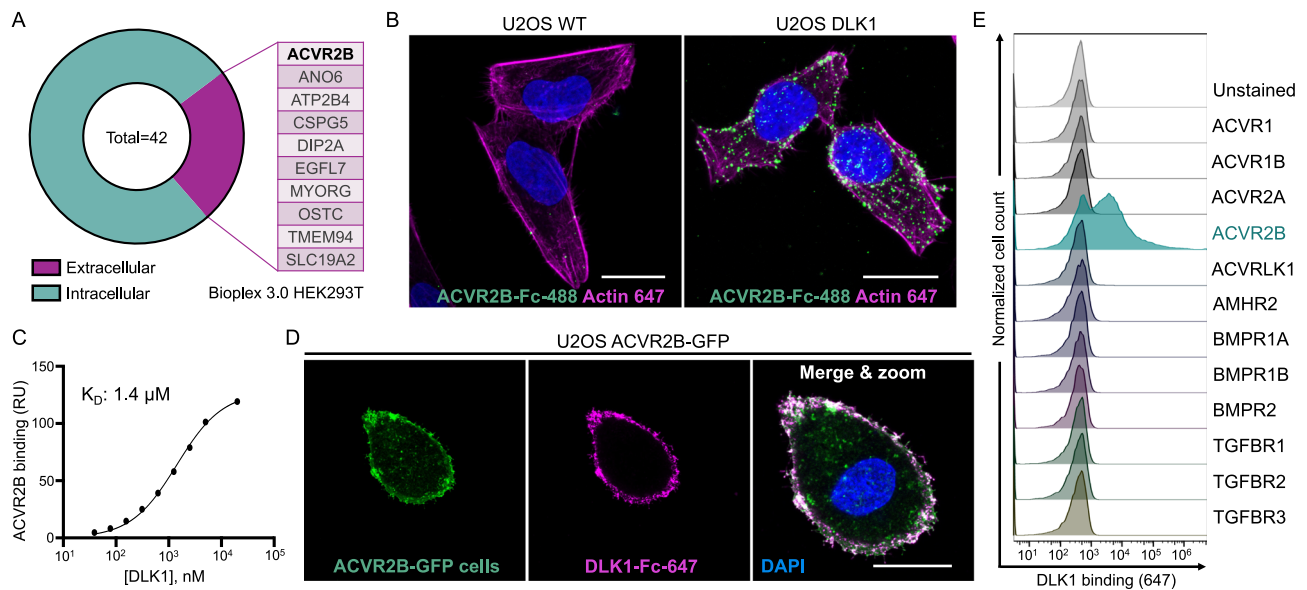 A
Total=42
ACVR2B
ANO6
ATP2B4
CSPG5
DIP2A
EGFL7
MYORG
OSTC
TMEM94
SLC19A2
Extracellular
Intracellular
Bioplex 3.0 HEK293T
B
U2OS WT
U2OS DLK1
ACVR2B-Fc-488 Actin 647
ACVR2B-Fc-488 Actin 647
C
ACVR2B binding (RU)
150
100
50
0
K_D: 1.4 µM
10¹ 10² 10³ 10⁴ 10⁵
[DLK1], nM
D
U2OS ACVR2B-GFP
Merge & zoom
ACVR2B-GFP cells
DLK1-Fc-647
DAPI
E
Normalized cell count
Unstained
ACVR1
ACVR1B
ACVR2A
ACVR2B
ACVRLK1
AMHR2
BMPR1A
BMPR1B
BMPR2
TGFBR1
TGFBR2
TGFBR3
10¹ 10² 10³ 10⁴ 10⁵ 10⁶
DLK1 binding (647)